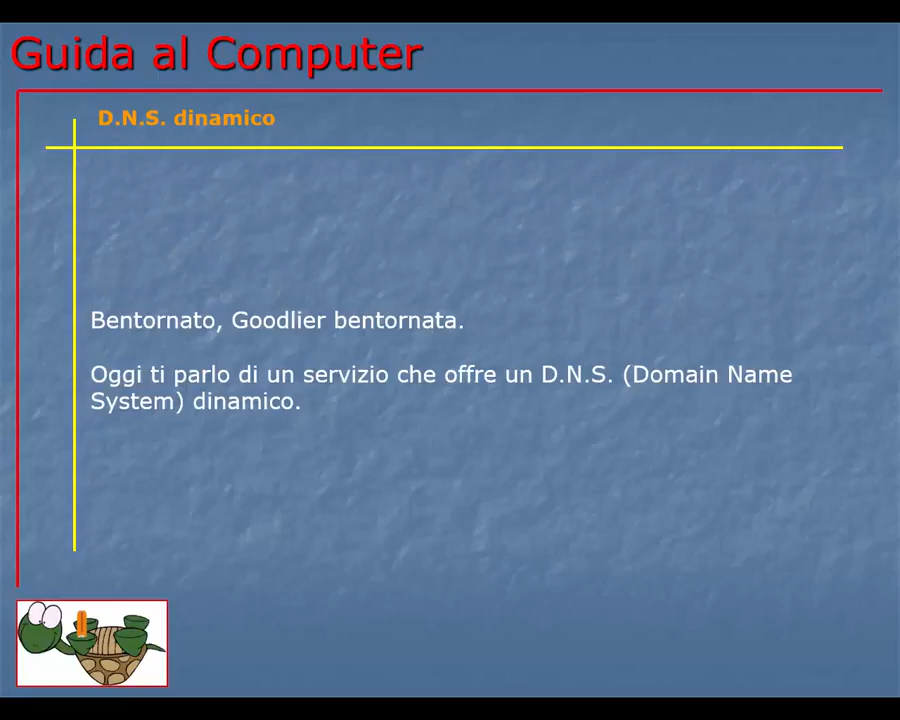 Guida al Computer
D.N.S. dinamico
Bentornato, Goodlier bentornata.
Oggi ti parlo di un servizio che offre un D.N.S. (Domain Name
System) dinamico.